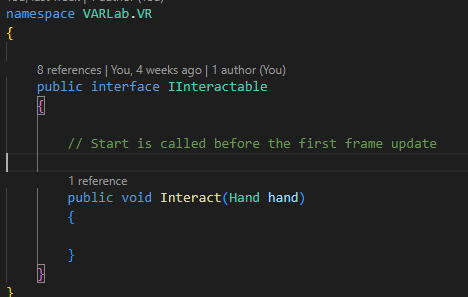 namespace VARLab.VR
{
8 references | You, 4 weeks ago | 1 author (You)
public interface IInteractable
{
// Start is called before the first frame update
1 reference
public void Interact(Hand hand)
{
}
}
}